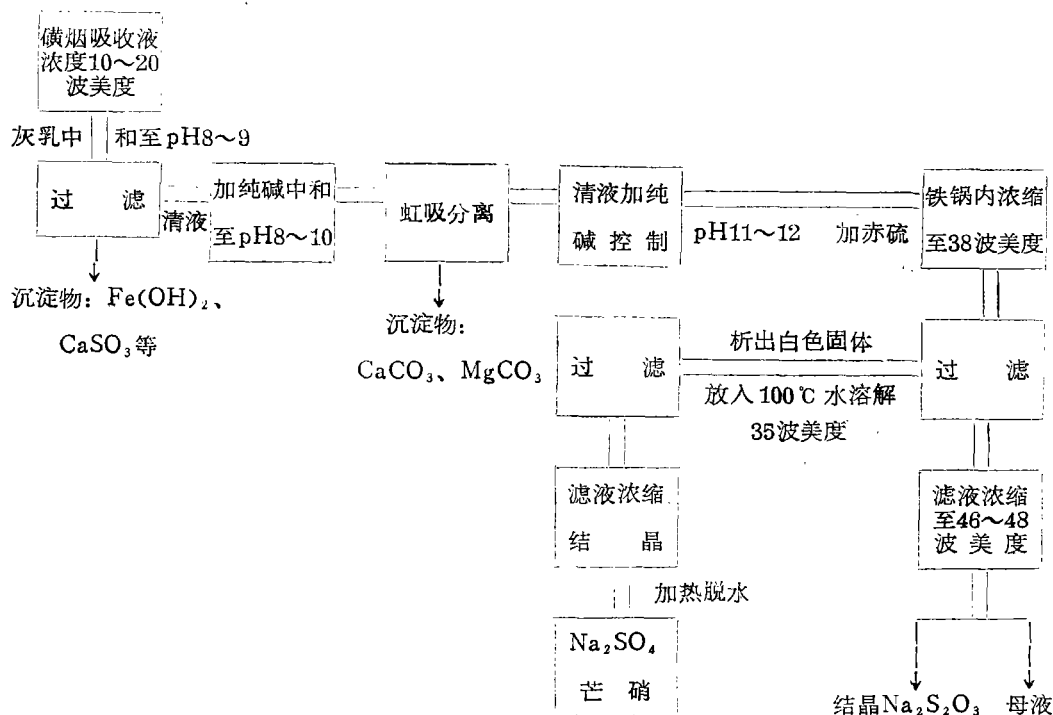 磺烟吸收液
浓度10～20
波美度
灰乳中 和至pH8～9
过 滤
清液
加纯碱中和
至pH8～10
虹吸分离
清液加纯
碱控制
pH11～12 加赤硫
铁锅内浓缩
至38波美度
沉淀物：Fe(OH)₂、
CaSO₃等
沉淀物：
CaCO₃、MgCO₃
过 滤
析出白色固体
放入100℃水溶解
35波美度
过 滤
滤液浓缩
结 晶
滤液浓缩
至46～48
波美度
加热脱水
Na₂SO₄
芒硝
结晶Na₂S₂O₃ 母液